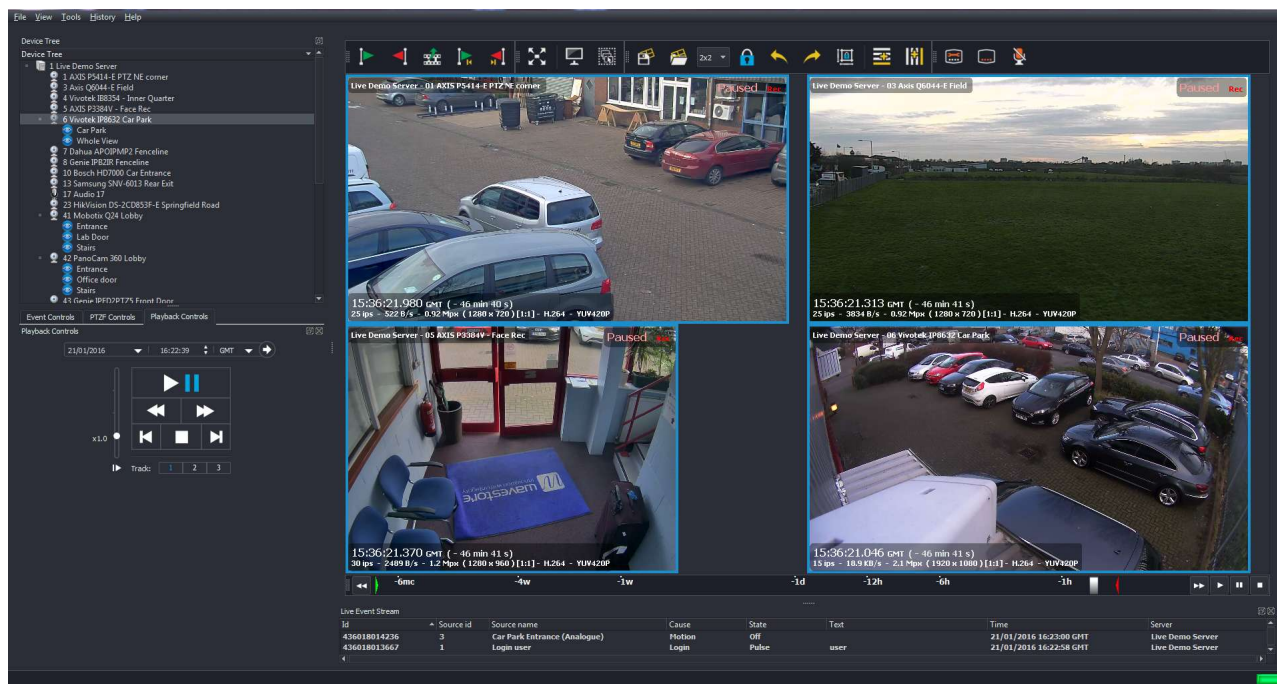 File View Tools History Help
Device Tree
Device Tree
1 Live Demo Server
1 AXIS P5414-E PTZ NE corner
3 Axis Q6044-E Field
4 Vivotek IB8354 - Inner Quarter
5 AXIS P3384V - Face Rec
6 Vivotek IP8632 Car Park
Car Park
Whole View
7 Dahua APOIPMP2 Fenceline
8 Genie IPB2IR Fenceline
10 Bosch HD7000 Car Entrance
13 Samsung SNV-6013 Rear Exit
17 Audio 17
23 HikVision DS-2CD853F-E Springfield Road
41 Mobotix Q24 Lobby
Entrance
Lab Door
Stairs
42 PanoCam 360 Lobby
Entrance
Office door
Stairs
43 Genie IPED2PTZ5 Front Door
Event Controls PTZF Controls Playback Controls
Playback Controls
21/01/2016 16:22:39 GMT
x1.0
Track: 1 2 3
2x2
Live Demo Server - 01 AXIS P5414-E PTZ NE corner Paused Rec
15:36:21.980 GMT ( - 46 min 40 s)
25 ips - 522 B/s - 0.92 Mpx ( 1280 x 720 ) [1:1] - H.264 - YUV420P
Live Demo Server - 03 Axis Q6044-E Field Paused Rec
15:36:21.313 GMT ( - 46 min 41 s)
25 ips - 3834 B/s - 0.92 Mpx ( 1280 x 720 ) [1:1] - H.264 - YUV420P
Live Demo Server - 05 AXIS P3384V - Face Rec Paused Rec
wavestore
15:36:21.370 GMT ( - 46 min 41 s)
30 ips - 2489 B/s - 1.2 Mpx ( 1280 x 960 ) [1:1] - H.264 - YUV420P
Live Demo Server - 06 Vivotek IP8632 Car Park Paused Rec
15:36:21.046 GMT ( - 46 min 41 s)
15 ips - 18.9 KB/s - 2.1 Mpx ( 1920 x 1080 ) [1:1] - H.264 - YUV420P
-6mc -4w -1w -1d -12h -6h -1h
Live Event Stream
Id Source id Source name Cause State Text Time Server
436018014236 3 Car Park Entrance (Analogue) Motion Off 21/01/2016 16:23:00 GMT Live Demo Server
436018013667 1 Login user Login Pulse user 21/01/2016 16:22:58 GMT Live Demo Server